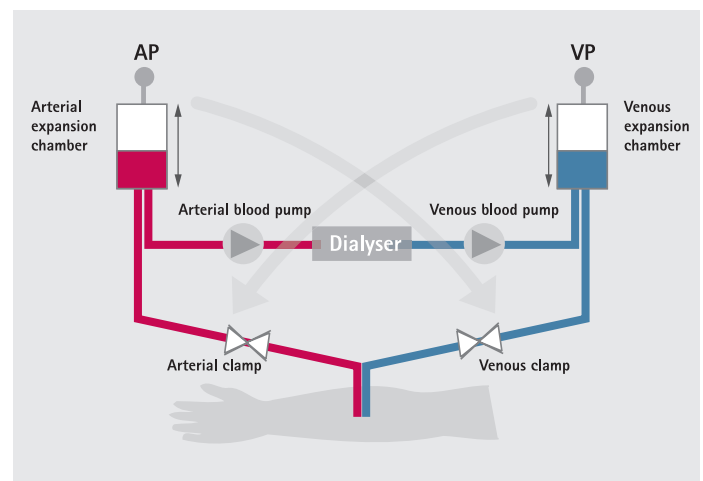 AP
VP
Arterial
expansion
chamber
Venous
expansion
chamber
Arterial blood pump
Venous blood pump
Dialyser
Arterial clamp
Venous clamp